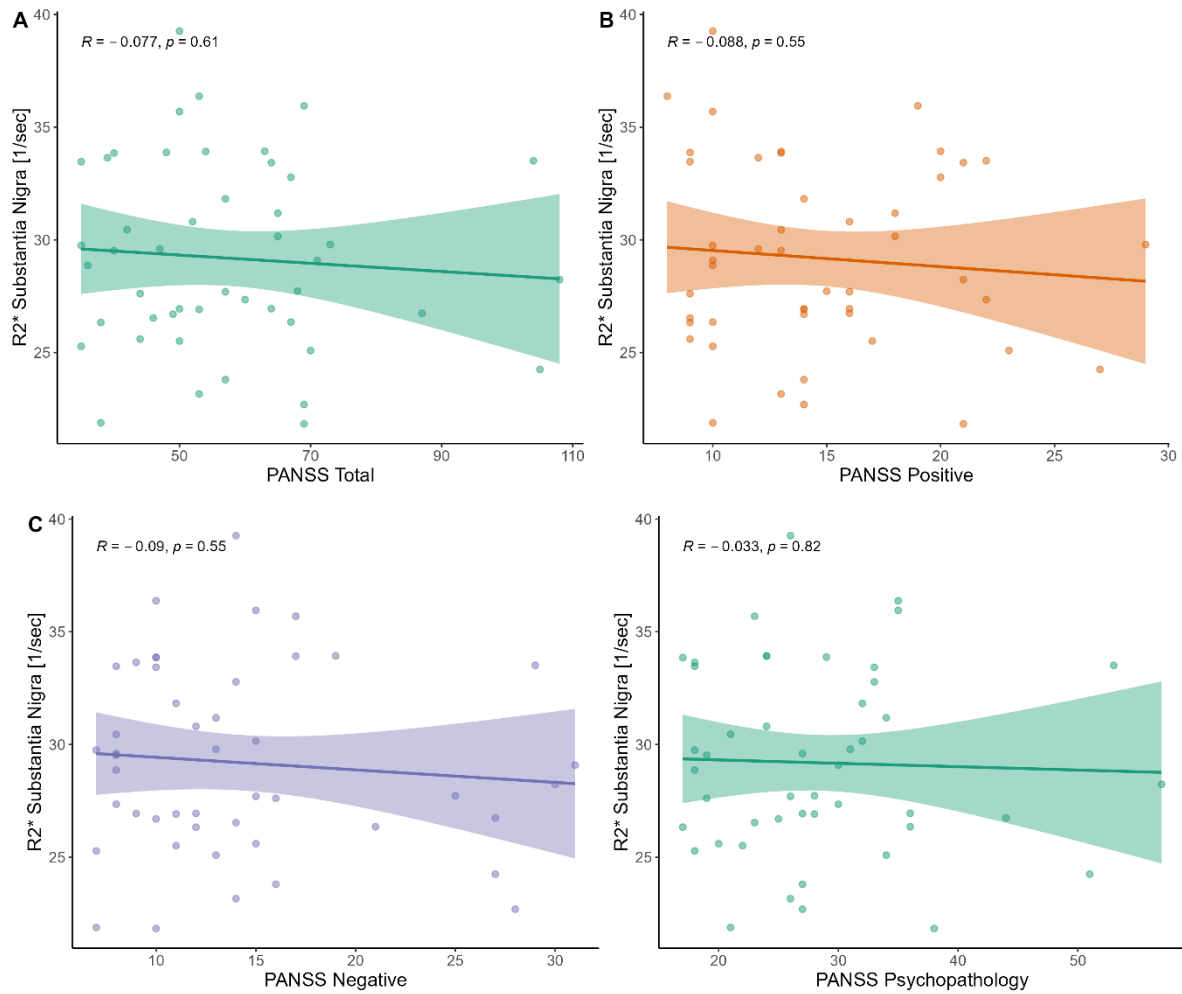 A
R = − 0.077, p = 0.61
40
35
30
25
R2* Substantia Nigra [1/sec]
50
70
90
110
PANSS Total
B
R = − 0.088, p = 0.55
40
35
30
25
R2* Substantia Nigra [1/sec]
10
15
20
25
30
PANSS Positive
C
R = − 0.09, p = 0.55
40
35
30
25
R2* Substantia Nigra [1/sec]
10
15
20
25
30
PANSS Negative
R = − 0.033, p = 0.82
40
35
30
25
R2* Substantia Nigra [1/sec]
20
30
40
50
PANSS Psychopathology